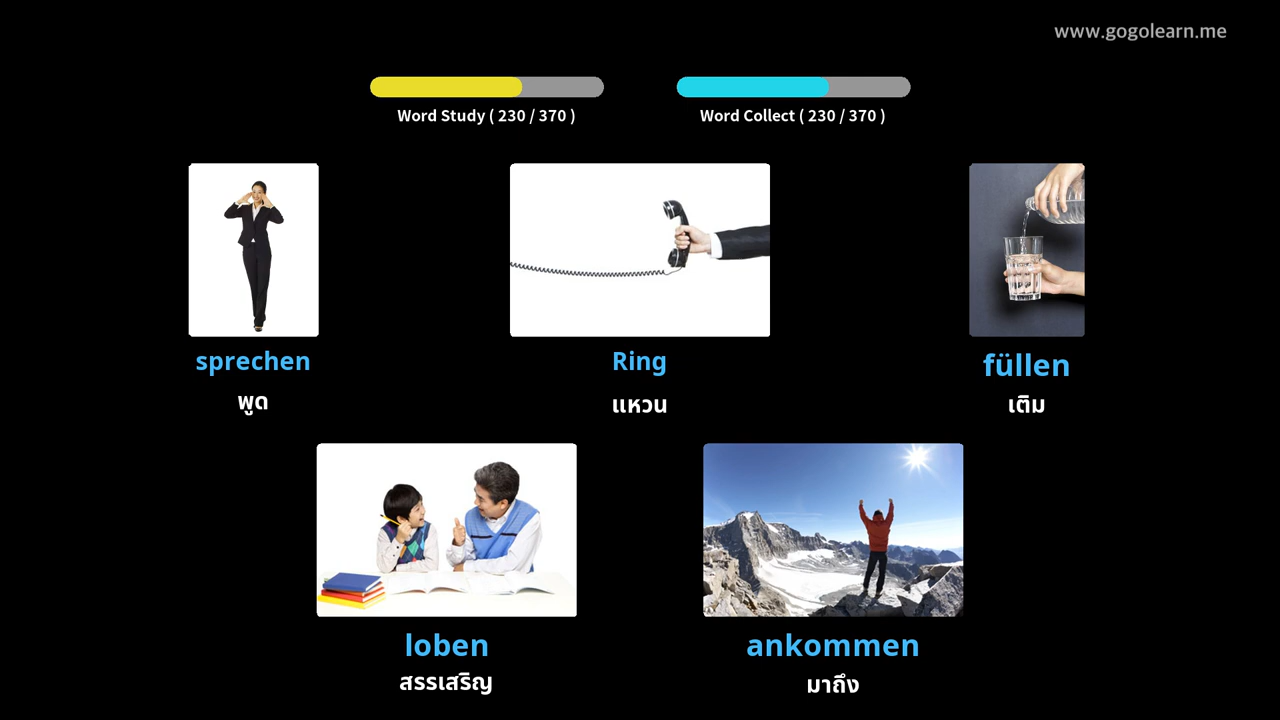 www.gogolearn.me
Word Study ( 230 / 370 )
Word Collect ( 230 / 370 )
sprechen
พูด
Ring
แหวน
füllen
เติม
loben
สรรเสริญ
ankommen
มาถึง